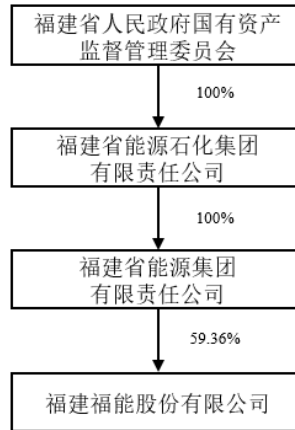 福建省人民政府国有资产
监督管理委员会
100%
福建省能源石化集团
有限责任公司
100%
福建省能源集团
有限责任公司
59.36%
福建福能股份有限公司